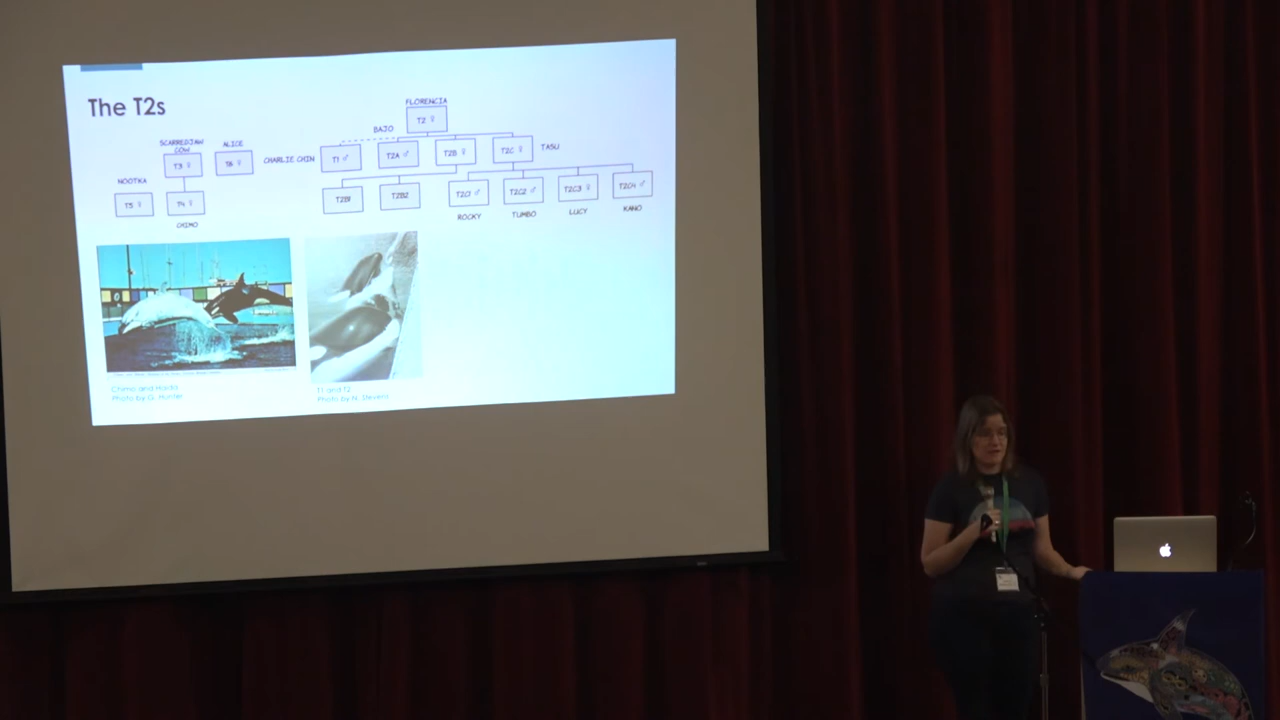 The T2s
FLORENCIA
T2 ♀
BAJO
SCARREDJAW
COW
ALICE
T3 ♀
T6 ♀
CHARLIE CHIN
T1 ♂
T2A ♂
T2B ♀
T2C ♀
TASU
NOOTKA
T5 ♀
T4 ♀
CHIMO
T2B1
T2B2
T2C1 ♂
T2C2 ♂
T2C3 ♀
T2C4 ♂
ROCKY
TUMBO
LUCY
KANO
Chimo and Haida
Photo by G. Hunter
T1 and T2
Photo by N. Stevens